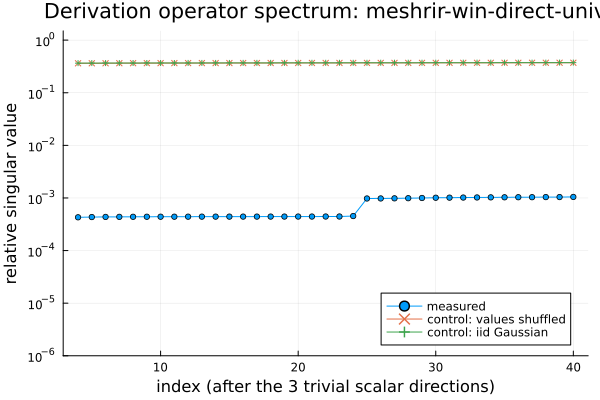 Derivation operator spectrum: meshrir-win-direct-univ
10⁰
10⁻¹
10⁻²
10⁻³
10⁻⁴
10⁻⁵
10⁻⁶
relative singular value
measured
control: values shuffled
control: iid Gaussian
10 20 30 40
index (after the 3 trivial scalar directions)